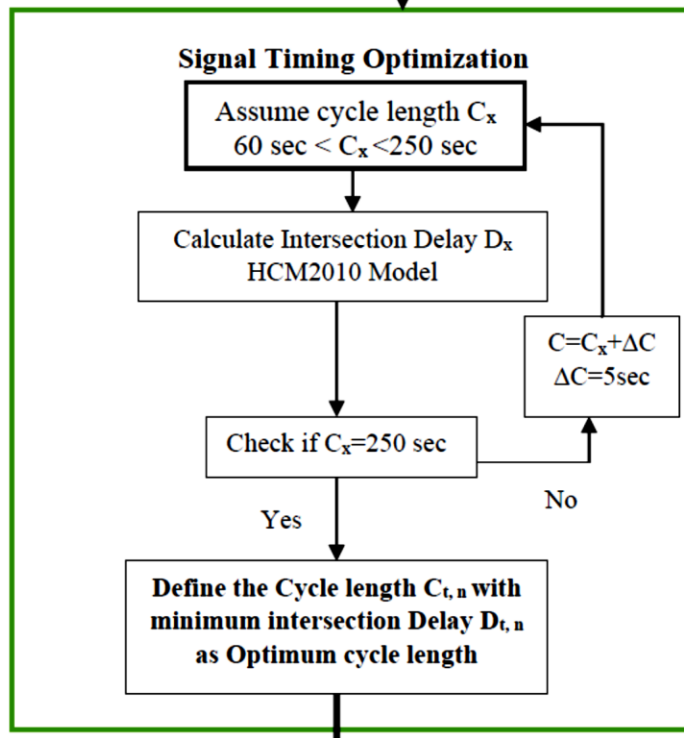 Signal Timing Optimization
Assume cycle length Cₓ
60 sec < Cₓ <250 sec
Calculate Intersection Delay Dₓ
HCM2010 Model
C=Cₓ+ΔC
ΔC=5sec
Check if Cₓ=250 sec
No
Yes
Define the Cycle length Cₜ, ₙ with
minimum intersection Delay Dₜ, ₙ
as Optimum cycle length